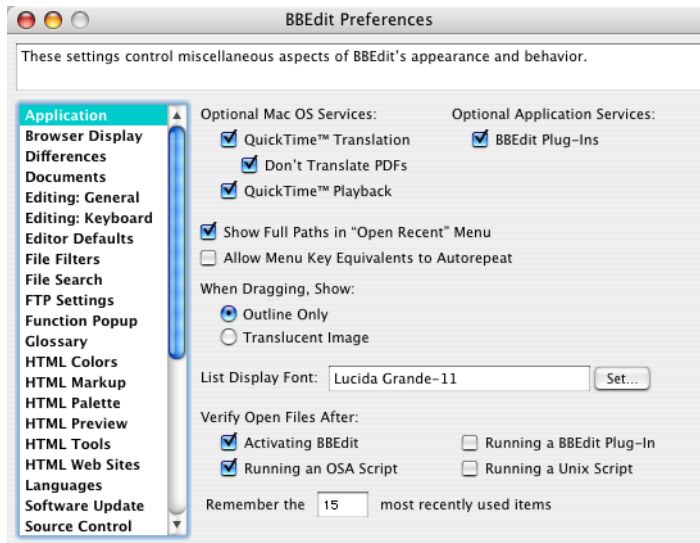 BBEdit Preferences
These settings control miscellaneous aspects of BBEdit's appearance and behavior.
Application
Browser Display
Differences
Documents
Editing: General
Editing: Keyboard
Editor Defaults
File Filters
File Search
FTP Settings
Function Popup
Glossary
HTML Colors
HTML Markup
HTML Palette
HTML Preview
HTML Tools
HTML Web Sites
Languages
Software Update
Source Control
Optional Mac OS Services:
QuickTime™ Translation
Don't Translate PDFs
QuickTime™ Playback
Optional Application Services:
BBEdit Plug-Ins
Show Full Paths in “Open Recent” Menu
Allow Menu Key Equivalents to Autorepeat
When Dragging, Show:
Outline Only
Translucent Image
List Display Font: Lucida Grande-11 Set...
Verify Open Files After:
Activating BBEdit Running a BBEdit Plug-In
Running an OSA Script Running a Unix Script
Remember the 15 most recently used items